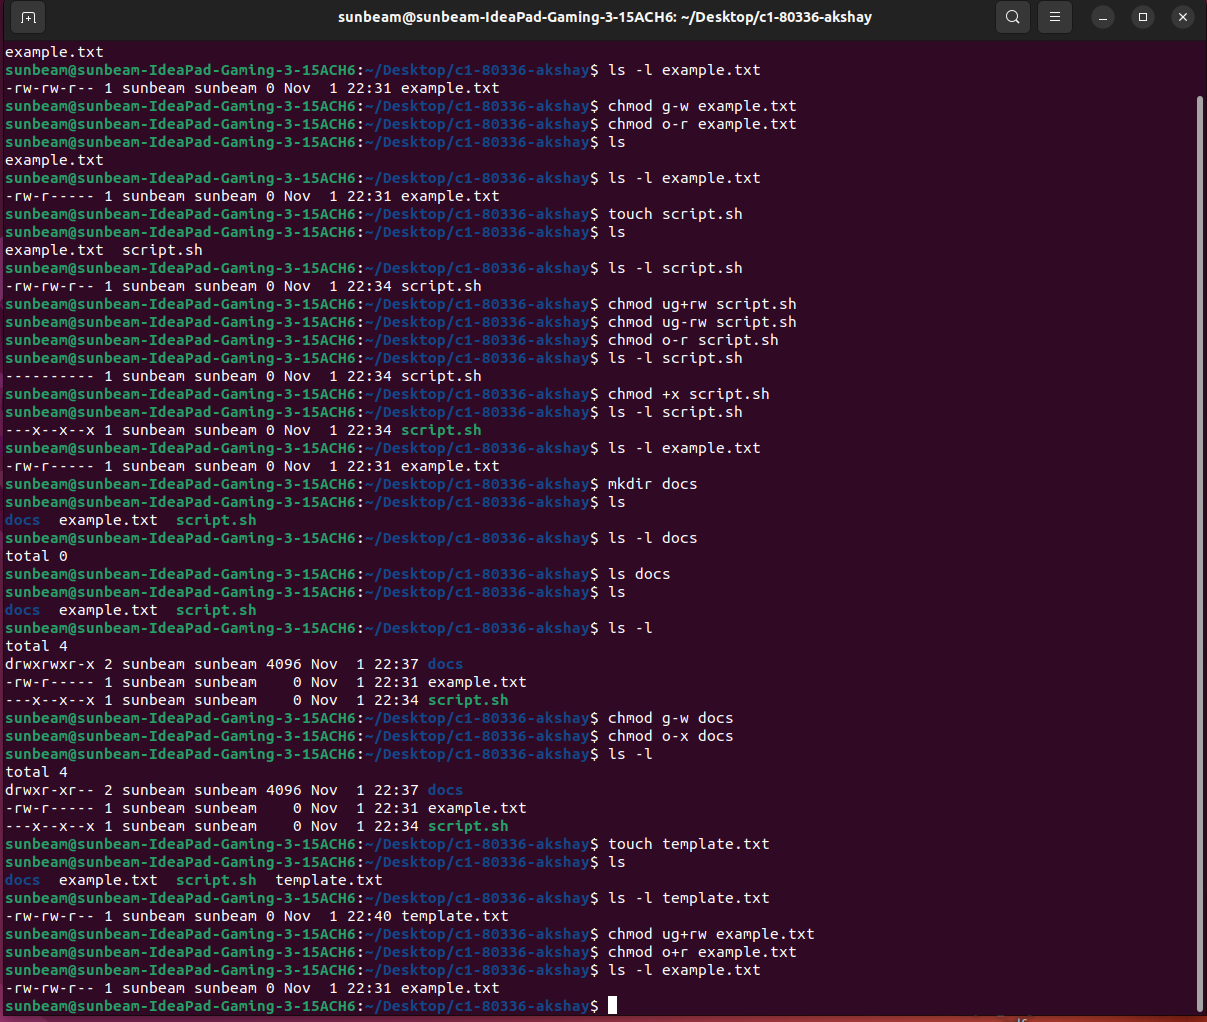 sunbeam@sunbeam-IdeaPad-Gaming-3-15ACH6: ~/Desktop/c1-80336-akshay
example.txt
sunbeam@sunbeam-IdeaPad-Gaming-3-15ACH6:~/Desktop/c1-80336-akshay$ ls -l example.txt
-rw-rw-r-- 1 sunbeam sunbeam 0 Nov  1 22:31 example.txt
sunbeam@sunbeam-IdeaPad-Gaming-3-15ACH6:~/Desktop/c1-80336-akshay$ chmod g-w example.txt
sunbeam@sunbeam-IdeaPad-Gaming-3-15ACH6:~/Desktop/c1-80336-akshay$ chmod o-r example.txt
sunbeam@sunbeam-IdeaPad-Gaming-3-15ACH6:~/Desktop/c1-80336-akshay$ ls
example.txt
sunbeam@sunbeam-IdeaPad-Gaming-3-15ACH6:~/Desktop/c1-80336-akshay$ ls -l example.txt
-rw-r----- 1 sunbeam sunbeam 0 Nov  1 22:31 example.txt
sunbeam@sunbeam-IdeaPad-Gaming-3-15ACH6:~/Desktop/c1-80336-akshay$ touch script.sh
sunbeam@sunbeam-IdeaPad-Gaming-3-15ACH6:~/Desktop/c1-80336-akshay$ ls
example.txt  script.sh
sunbeam@sunbeam-IdeaPad-Gaming-3-15ACH6:~/Desktop/c1-80336-akshay$ ls -l script.sh
-rw-rw-r-- 1 sunbeam sunbeam 0 Nov  1 22:34 script.sh
sunbeam@sunbeam-IdeaPad-Gaming-3-15ACH6:~/Desktop/c1-80336-akshay$ chmod ug+rw script.sh
sunbeam@sunbeam-IdeaPad-Gaming-3-15ACH6:~/Desktop/c1-80336-akshay$ chmod ug-rw script.sh
sunbeam@sunbeam-IdeaPad-Gaming-3-15ACH6:~/Desktop/c1-80336-akshay$ chmod o-r script.sh
sunbeam@sunbeam-IdeaPad-Gaming-3-15ACH6:~/Desktop/c1-80336-akshay$ ls -l script.sh
---------- 1 sunbeam sunbeam 0 Nov  1 22:34 script.sh
sunbeam@sunbeam-IdeaPad-Gaming-3-15ACH6:~/Desktop/c1-80336-akshay$ chmod +x script.sh
sunbeam@sunbeam-IdeaPad-Gaming-3-15ACH6:~/Desktop/c1-80336-akshay$ ls -l script.sh
---x--x--x 1 sunbeam sunbeam 0 Nov  1 22:34 script.sh
sunbeam@sunbeam-IdeaPad-Gaming-3-15ACH6:~/Desktop/c1-80336-akshay$ ls -l example.txt
-rw-r----- 1 sunbeam sunbeam 0 Nov  1 22:31 example.txt
sunbeam@sunbeam-IdeaPad-Gaming-3-15ACH6:~/Desktop/c1-80336-akshay$ mkdir docs
sunbeam@sunbeam-IdeaPad-Gaming-3-15ACH6:~/Desktop/c1-80336-akshay$ ls
docs  example.txt  script.sh
sunbeam@sunbeam-IdeaPad-Gaming-3-15ACH6:~/Desktop/c1-80336-akshay$ ls -l docs
total 0
sunbeam@sunbeam-IdeaPad-Gaming-3-15ACH6:~/Desktop/c1-80336-akshay$ ls docs
sunbeam@sunbeam-IdeaPad-Gaming-3-15ACH6:~/Desktop/c1-80336-akshay$ ls
docs  example.txt  script.sh
sunbeam@sunbeam-IdeaPad-Gaming-3-15ACH6:~/Desktop/c1-80336-akshay$ ls -l
total 4
drwxrwxr-x 2 sunbeam sunbeam 4096 Nov  1 22:37 docs
-rw-r----- 1 sunbeam sunbeam    0 Nov  1 22:31 example.txt
---x--x--x 1 sunbeam sunbeam    0 Nov  1 22:34 script.sh
sunbeam@sunbeam-IdeaPad-Gaming-3-15ACH6:~/Desktop/c1-80336-akshay$ chmod g-w docs
sunbeam@sunbeam-IdeaPad-Gaming-3-15ACH6:~/Desktop/c1-80336-akshay$ chmod o-x docs
sunbeam@sunbeam-IdeaPad-Gaming-3-15ACH6:~/Desktop/c1-80336-akshay$ ls -l
total 4
drwxr-xr-- 2 sunbeam sunbeam 4096 Nov  1 22:37 docs
-rw-r----- 1 sunbeam sunbeam    0 Nov  1 22:31 example.txt
---x--x--x 1 sunbeam sunbeam    0 Nov  1 22:34 script.sh
sunbeam@sunbeam-IdeaPad-Gaming-3-15ACH6:~/Desktop/c1-80336-akshay$ touch template.txt
sunbeam@sunbeam-IdeaPad-Gaming-3-15ACH6:~/Desktop/c1-80336-akshay$ ls
docs  example.txt  script.sh  template.txt
sunbeam@sunbeam-IdeaPad-Gaming-3-15ACH6:~/Desktop/c1-80336-akshay$ ls -l template.txt
-rw-rw-r-- 1 sunbeam sunbeam 0 Nov  1 22:40 template.txt
sunbeam@sunbeam-IdeaPad-Gaming-3-15ACH6:~/Desktop/c1-80336-akshay$ chmod ug+rw example.txt
sunbeam@sunbeam-IdeaPad-Gaming-3-15ACH6:~/Desktop/c1-80336-akshay$ chmod o+r example.txt
sunbeam@sunbeam-IdeaPad-Gaming-3-15ACH6:~/Desktop/c1-80336-akshay$ ls -l example.txt
-rw-rw-r-- 1 sunbeam sunbeam 0 Nov  1 22:31 example.txt
sunbeam@sunbeam-IdeaPad-Gaming-3-15ACH6:~/Desktop/c1-80336-akshay$